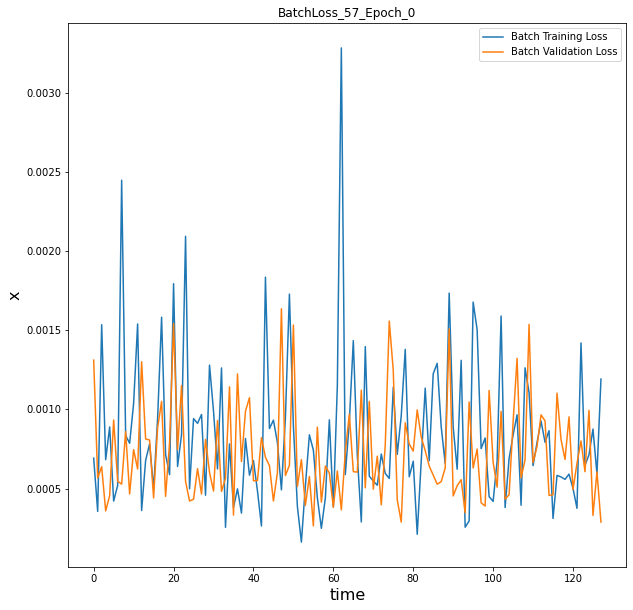 BatchLoss_57_Epoch_0
Batch Training Loss
Batch Validation Loss
0.0030
0.0025
0.0020
0.0015
0.0010
0.0005
x
0 20 40 60 80 100 120
time